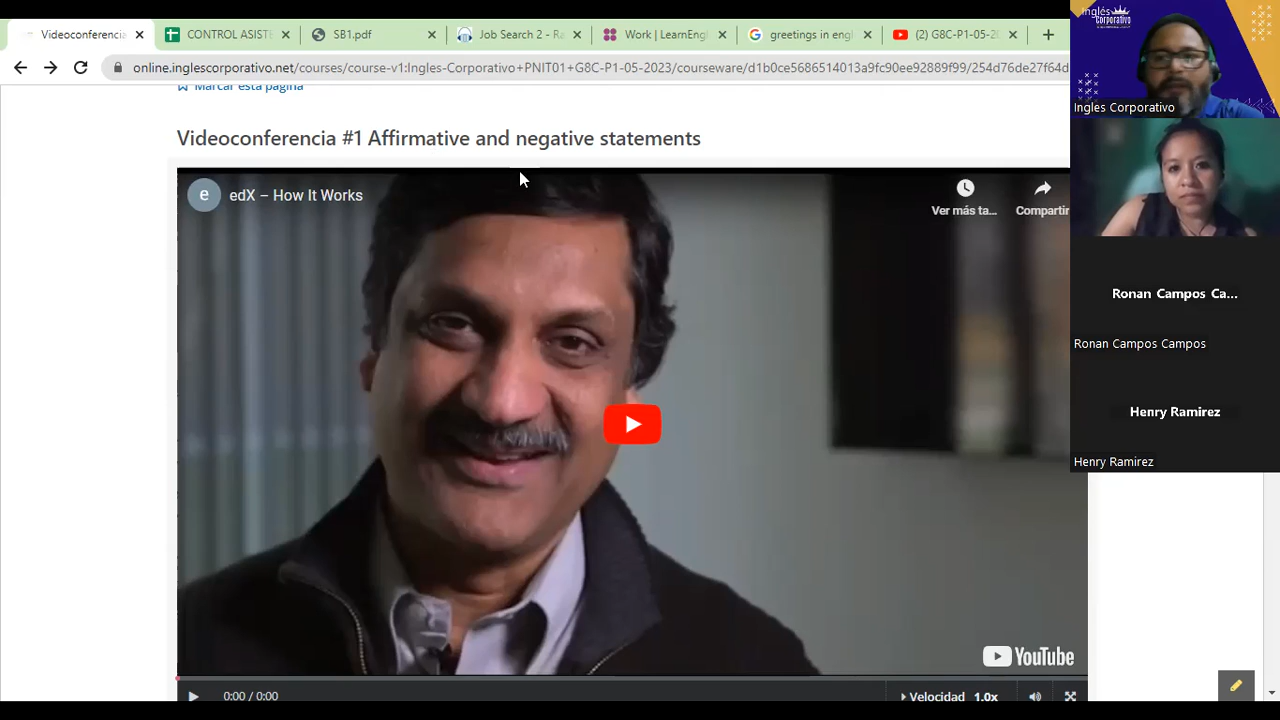 Videoconferencia
CONTROL ASIST
SB1.pdf
Job Search 2 - Ra
Work | LearnEngl
greetings in engl
(2) G8C-P1-05-20
online.inglescorporativo.net/courses/course-v1:Ingles-Corporativo+PNIT01+G8C-P1-05-2023/courseware/d1b0ce5686514013a9fc90ee92889f99/254d76de27f64d
Marcar esta página
Videoconferencia #1 Affirmative and negative statements
e
edX – How It Works
Ver más ta...
Compartir
YouTube
0:00 / 0:00
Velocidad 1.0x
Inglés
Corporativo
Ingles Corporativo
Ronan Campos Ca...
Ronan Campos Campos
Henry Ramirez
Henry Ramirez